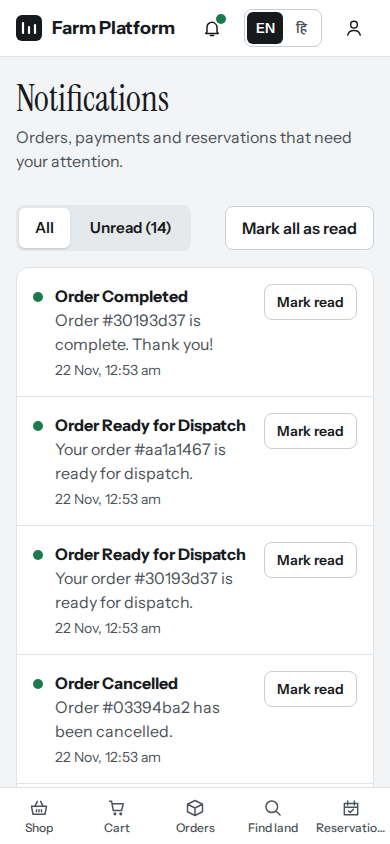 Farm Platform
EN
हि
Notifications
Orders, payments and reservations that need
your attention.
All
Unread (14)
Mark all as read
Order Completed
Mark read
Order #30193d37 is
complete. Thank you!
22 Nov, 12:53 am
Order Ready for Dispatch
Mark read
Your order #aa1a1467 is
ready for dispatch.
22 Nov, 12:53 am
Order Ready for Dispatch
Mark read
Your order #30193d37 is
ready for dispatch.
22 Nov, 12:53 am
Order Cancelled
Mark read
Order #03394ba2 has
been cancelled.
22 Nov, 12:53 am
Shop
Cart
Orders
Find land
Reservatio...